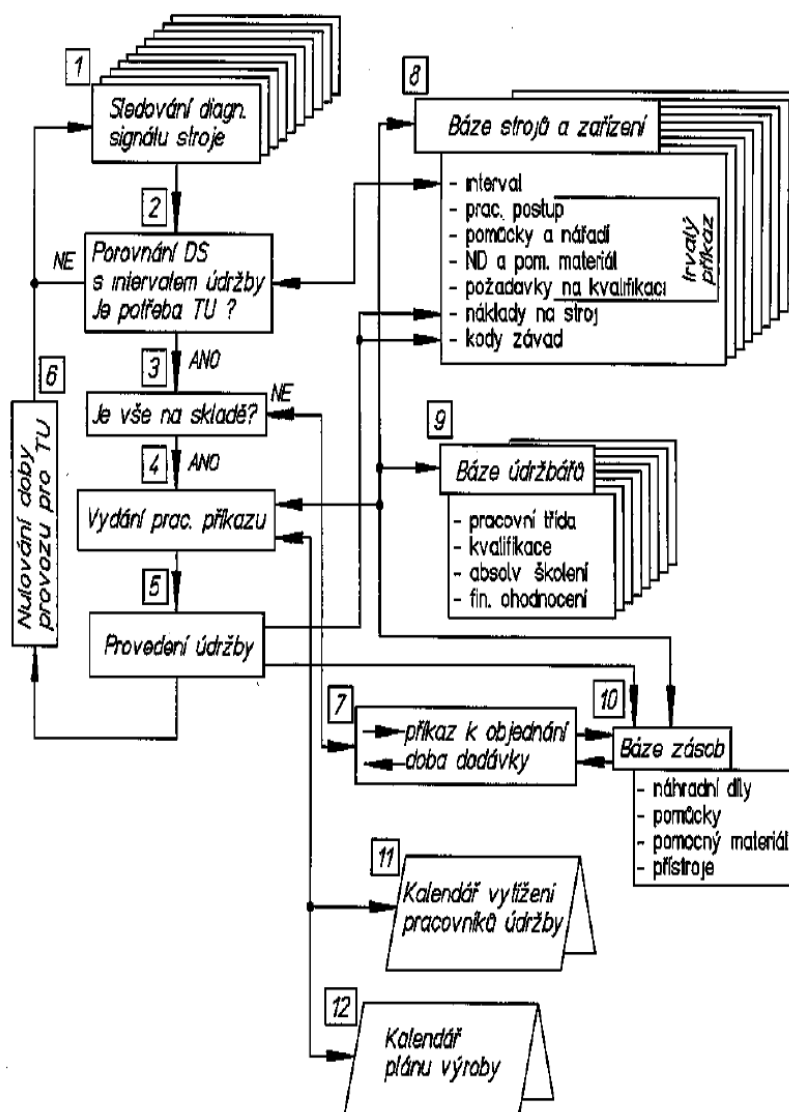 1
Sledování diagn.
signálu stroje
2
NE
Porovnání DS
s intervalem údržby
Je potřeba TU ?
ANO
3
NE
Je vše na skladě?
4
ANO
Vydání prac. příkazu
5
Provedení údržby
6
Nulování doby
provozu pro TU
7
příkaz k objednání
doba dodávky
8
Báze strojů a zařízení
- interval
- prac. postup
- pomůcky a nářadí
- ND a pom. materiál
- požadavky na kvalifikaci
- náklady na stroj
- kody závad
trvalý
příkaz
9
Báze údržbářů
- pracovní třída
- kvalifikace
- absolv školení
- fin. ohodnocení
10
Báze zásob
- náhradní díly
- pomůcky
- pomocný materiál
- přístroje
11
Kalendář vytížení
pracovníků údržby
12
Kalendář
plánu výroby